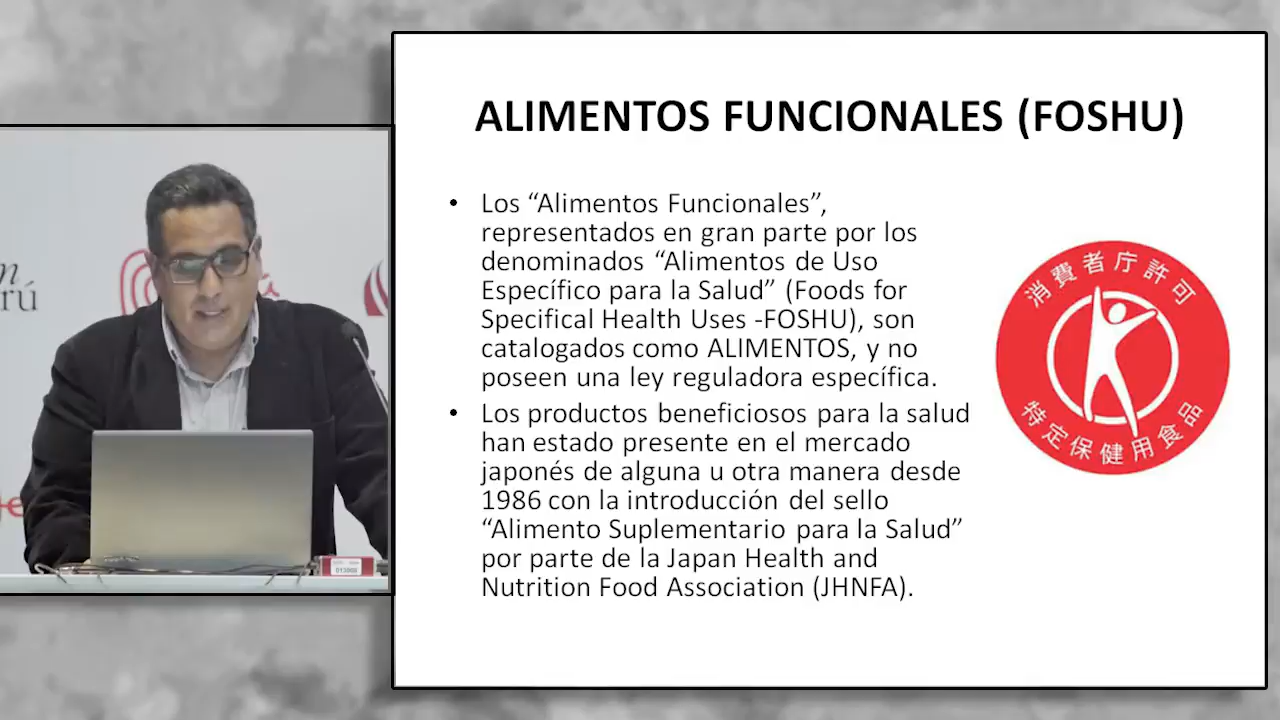 ALIMENTOS FUNCIONALES (FOSHU)
• Los “Alimentos Funcionales”,
representados en gran parte por los
denominados “Alimentos de Uso
Específico para la Salud” (Foods for
Specifical Health Uses -FOSHU), son
catalogados como ALIMENTOS, y no
poseen una ley reguladora específica.
• Los productos beneficiosos para la salud
han estado presente en el mercado
japonés de alguna u otra manera desde
1986 con la introducción del sello
“Alimento Suplementario para la Salud”
por parte de la Japan Health and
Nutrition Food Association (JHNFA).
消費者庁許可
特定保健用食品